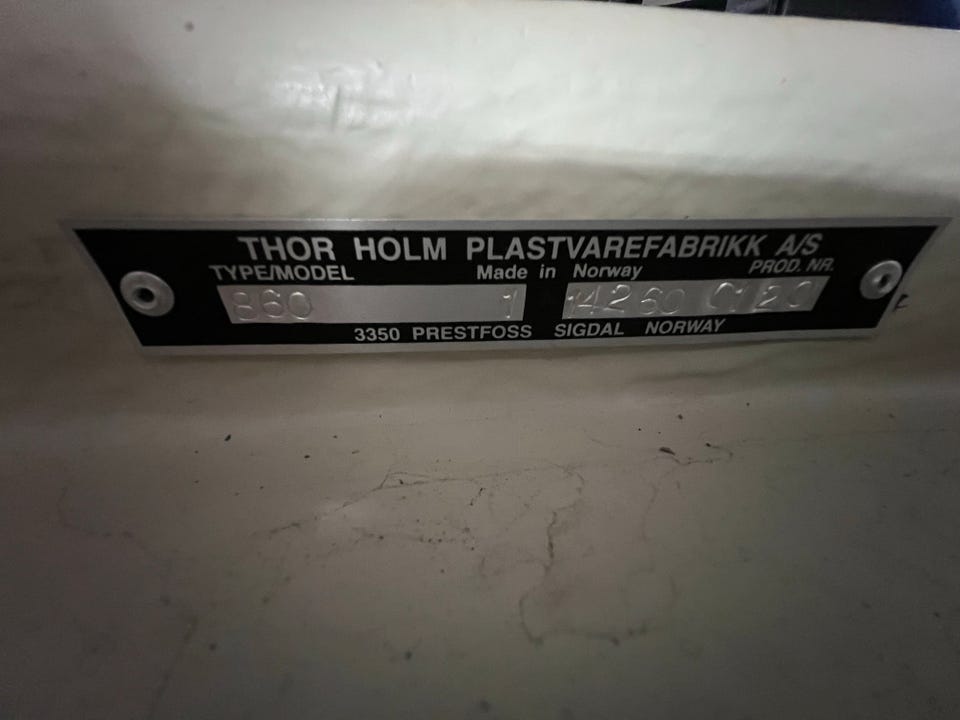 THOR HOLM PLASTVAREFABRIKK A/S
TYPE/MODEL Made in Norway PROD. NR.
860 1 14260 0120
3350 PRESTFOSS SIGDAL NORWAY